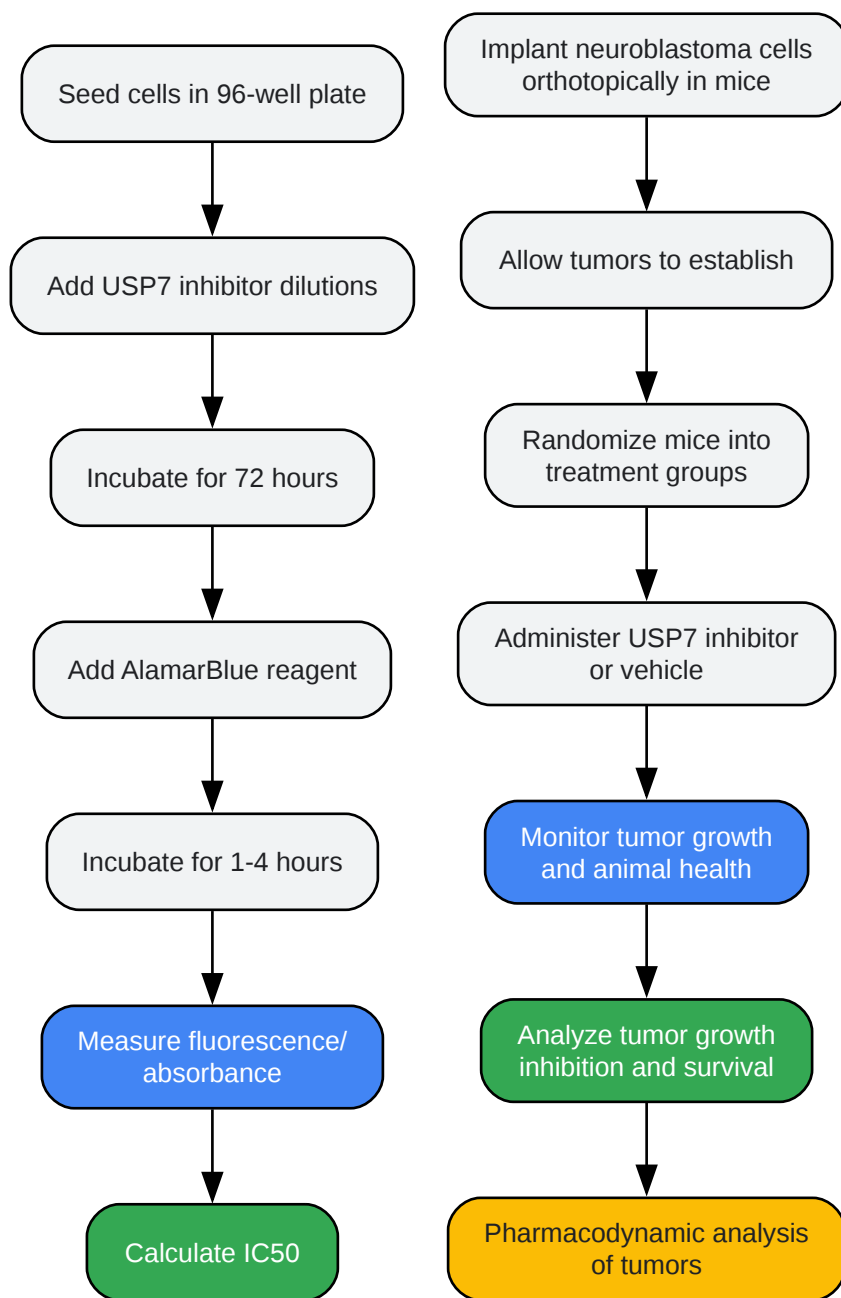 Seed cells in 96-well plate
Add USP7 inhibitor dilutions
Incubate for 72 hours
Add AlamarBlue reagent
Incubate for 1-4 hours
Measure fluorescence/
absorbance
Calculate IC50
Implant neuroblastoma cells
orthotopically in mice
Allow tumors to establish
Randomize mice into
treatment groups
Administer USP7 inhibitor
or vehicle
Monitor tumor growth
and animal health
Analyze tumor growth
inhibition and survival
Pharmacodynamic analysis
of tumors